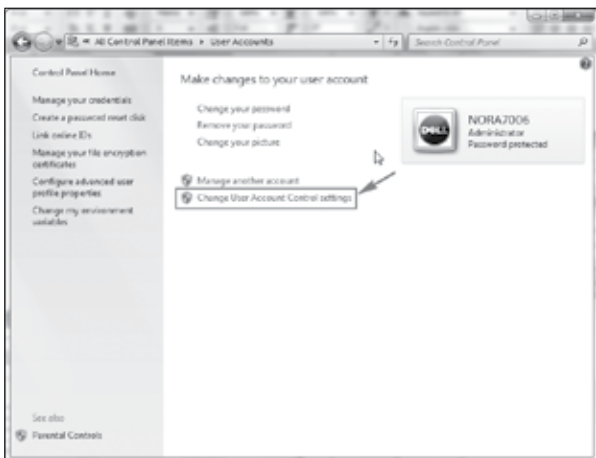 All Control Panel Items ▸ User Accounts
Search Control Panel
Control Panel Home
Manage your credentials
Create a password reset disk
Link online IDs
Manage your file encryption
certificates
Configure advanced user
profile properties
Change my environment
variables
See also
Parental Controls
Make changes to your user account
Change your password
Remove your password
Change your picture
Manage another account
Change User Account Control settings
DELL
NORA7006
Administrator
Password protected